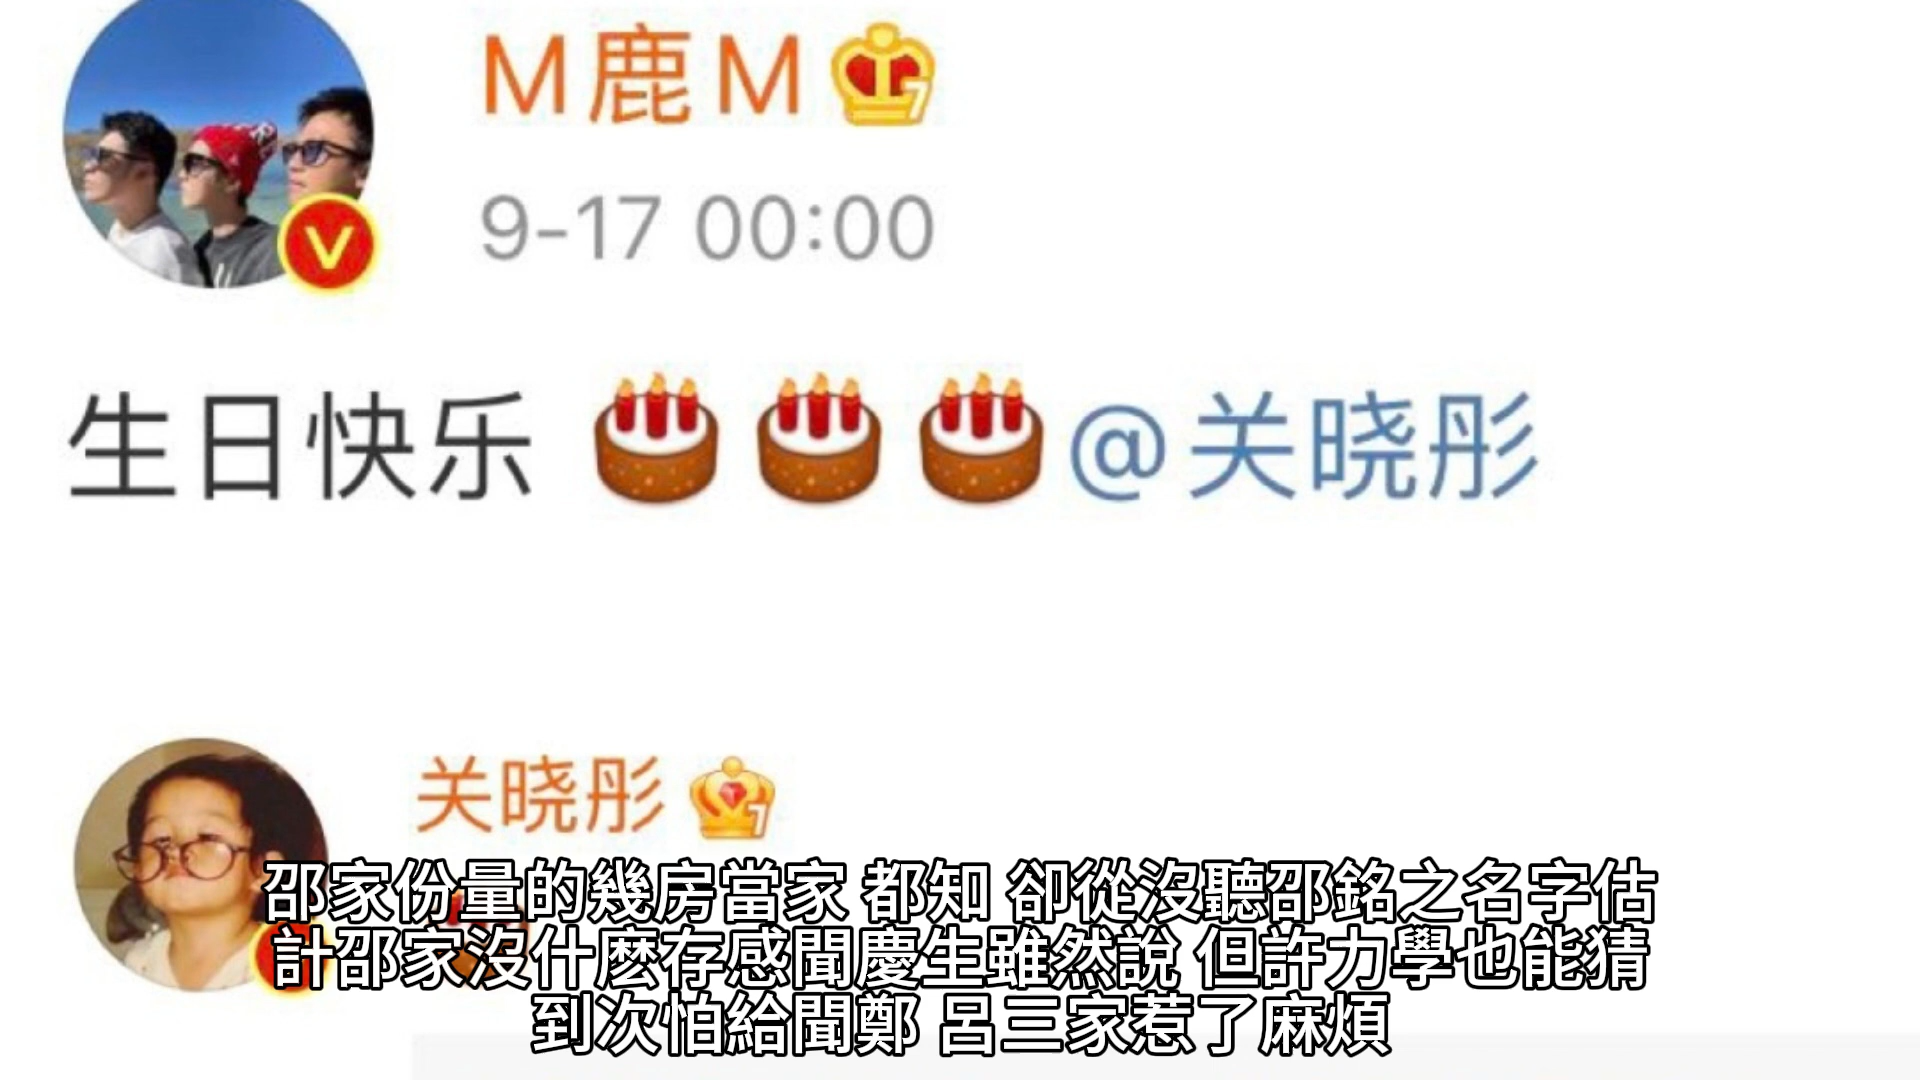 M鹿M
9-17 00:00
生日快乐 @关晓彤
关晓彤
邵家份量的幾房當家 都知 卻從沒聽邵銘之名字估
計邵家沒什麽存感聞慶生雖然說 但許力學也能猜
到次怕給聞鄭 呂三家惹了麻煩